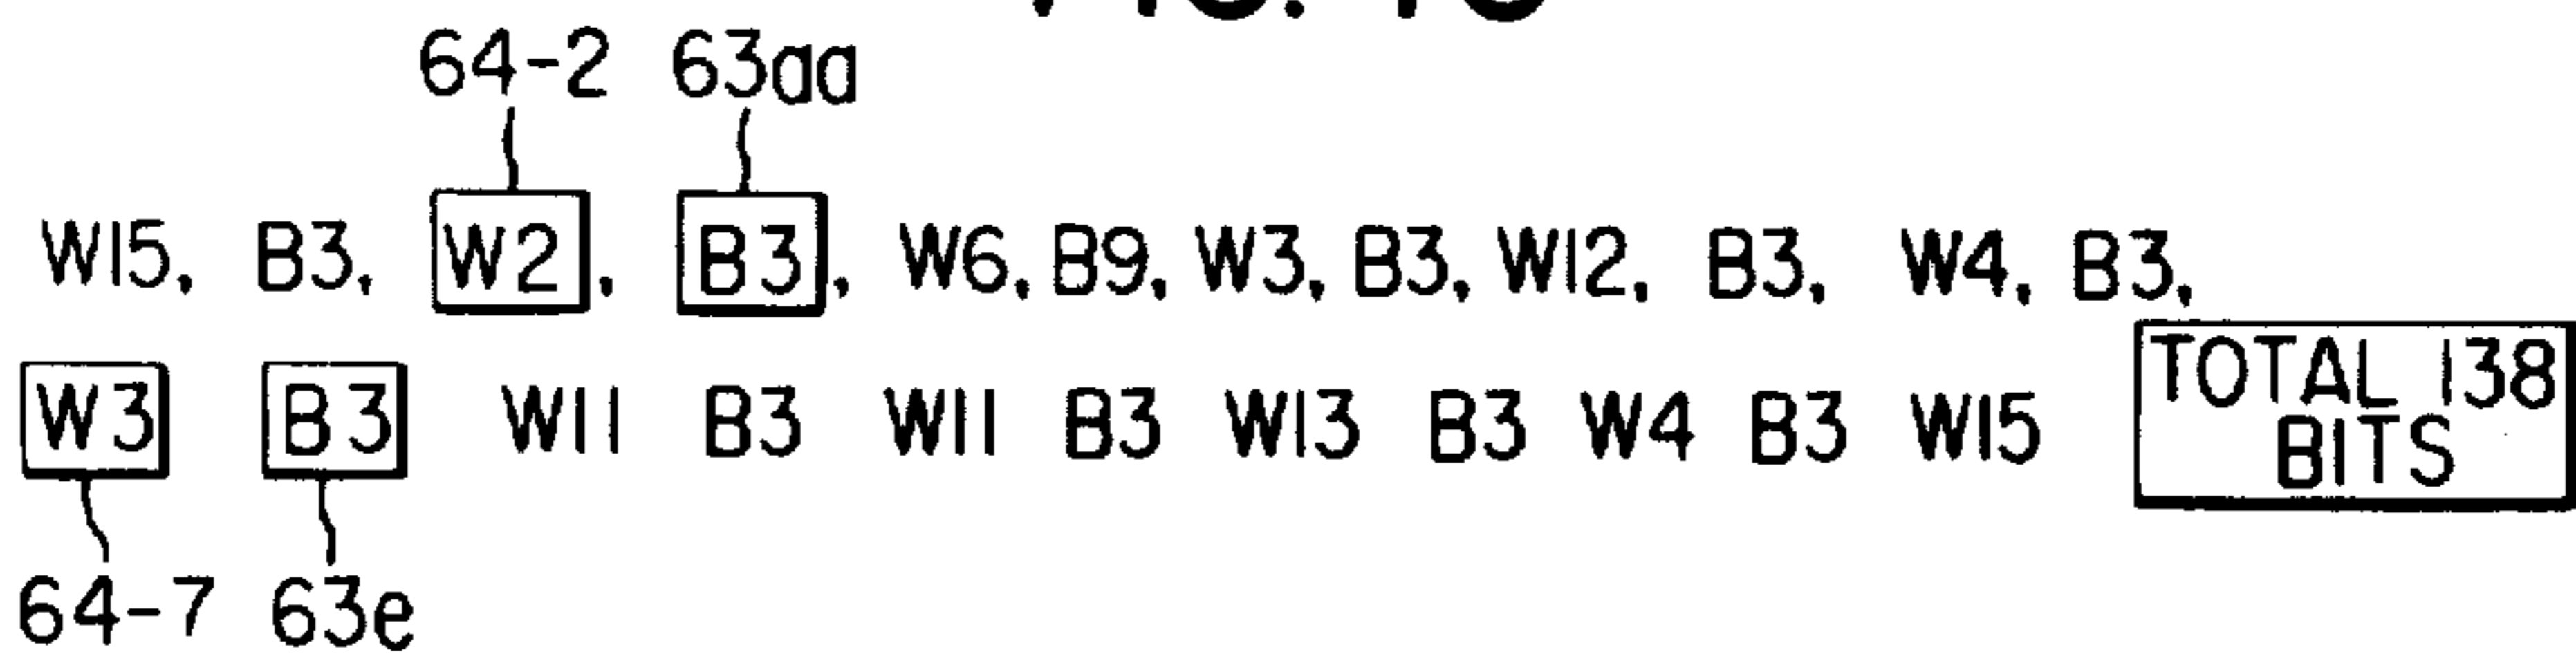 64-2 63aa
W15, B3, W2, B3, W6, B9, W3, B3, W12, B3, W4, B3,
W3 B3 W11 B3 W11 B3 W13 B3 W4 B3 W15
TOTAL 138
BITS
64-7 63e